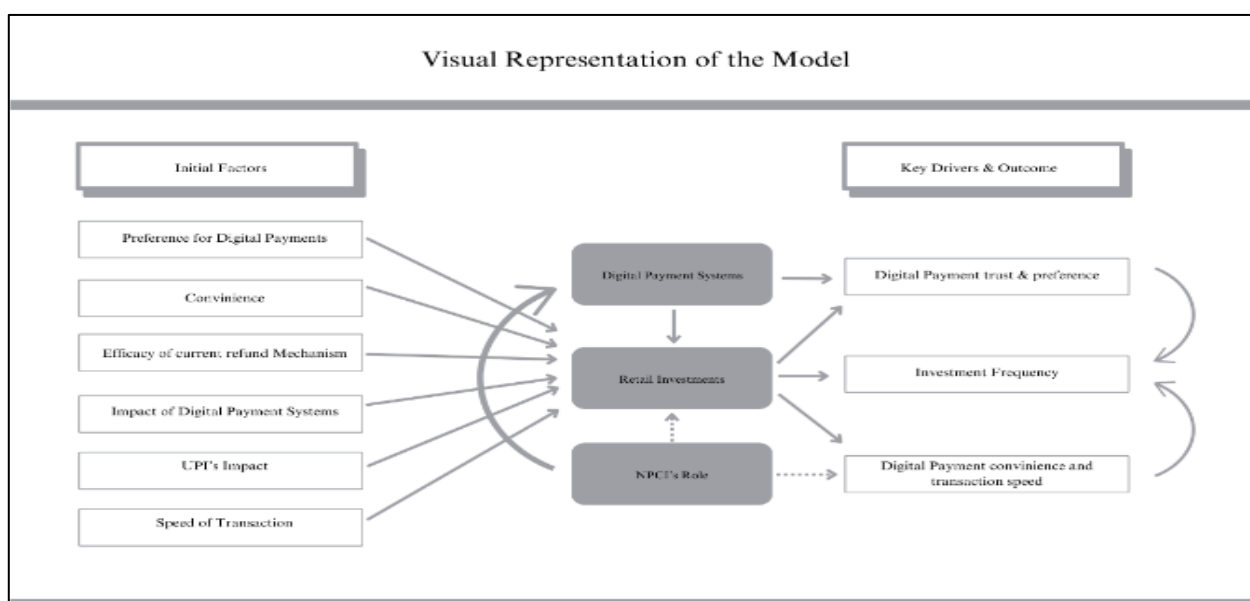 Visual Representation of the Model
Initial Factors
Key Drivers & Outcome
Preference for Digital Payments
Convinience
Efficacy of current refund Mechanism
Impact of Digital Payment Systems
UPI's Impact
Speed of Transaction
Digital Payment Systems
Retail Investments
NPCI's Role
Digital Payment trust & preference
Investment Frequency
Digital Payment convinience and
transaction speed